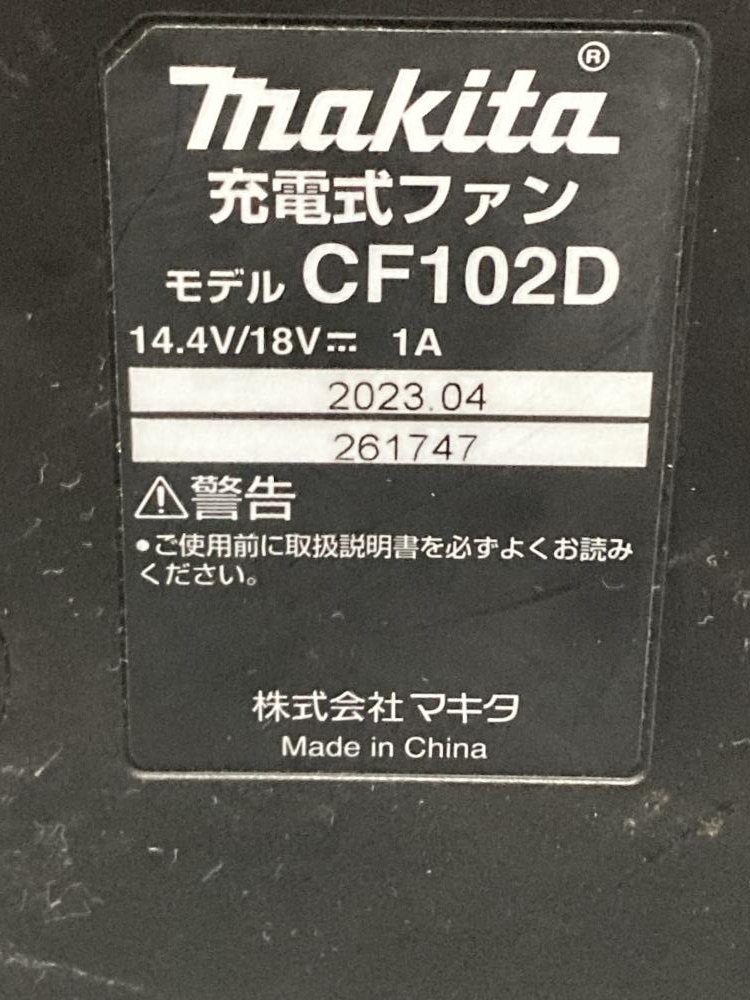 makita®
充電式ファン
モデル CF102D
14.4V/18V⎓ 1A
2023.04
261747
⚠警告
●ご使用前に取扱説明書を必ずよくお読み
ください。
株式会社マキタ
Made in China